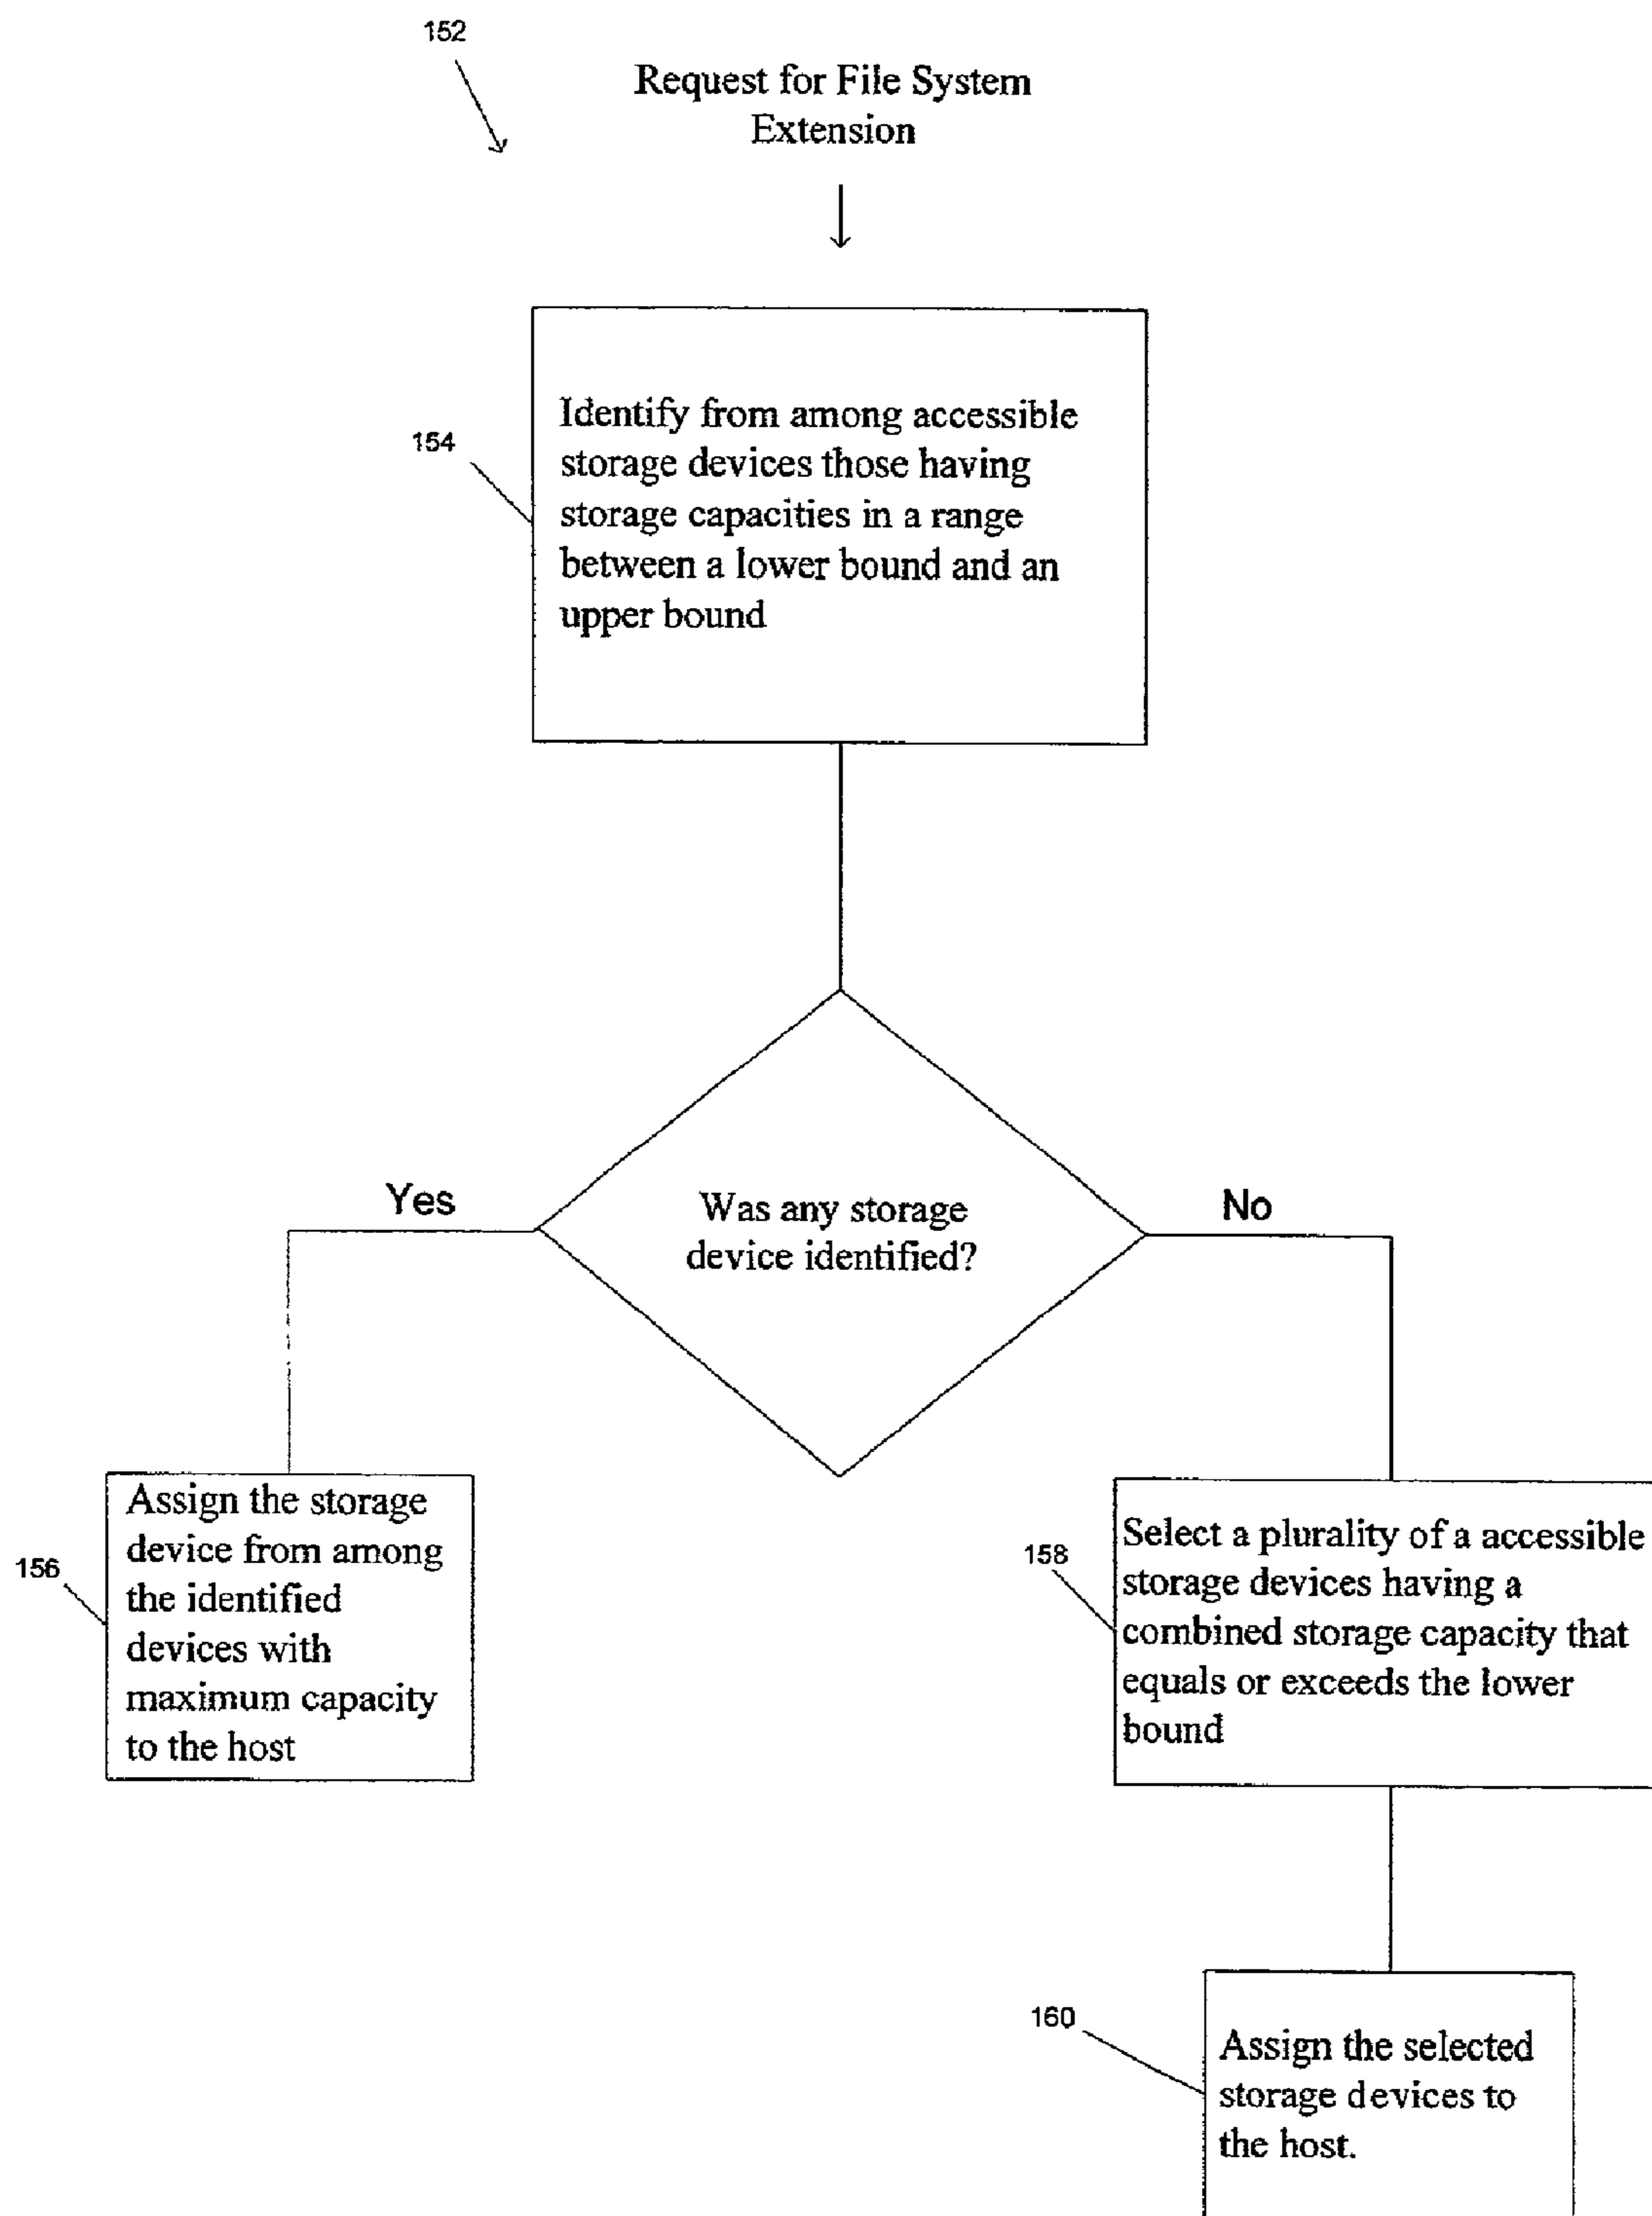 152
Request for File System
Extension
154
Identify from among accessible
storage devices those having
storage capacities in a range
between a lower bound and an
upper bound
Was any storage
device identified?
Yes
No
156
Assign the storage
device from among
the identified
devices with
maximum capacity
to the host
158
Select a plurality of a accessible
storage devices having a
combined storage capacity that
equals or exceeds the lower
bound
160
Assign the selected
storage devices to
the host.